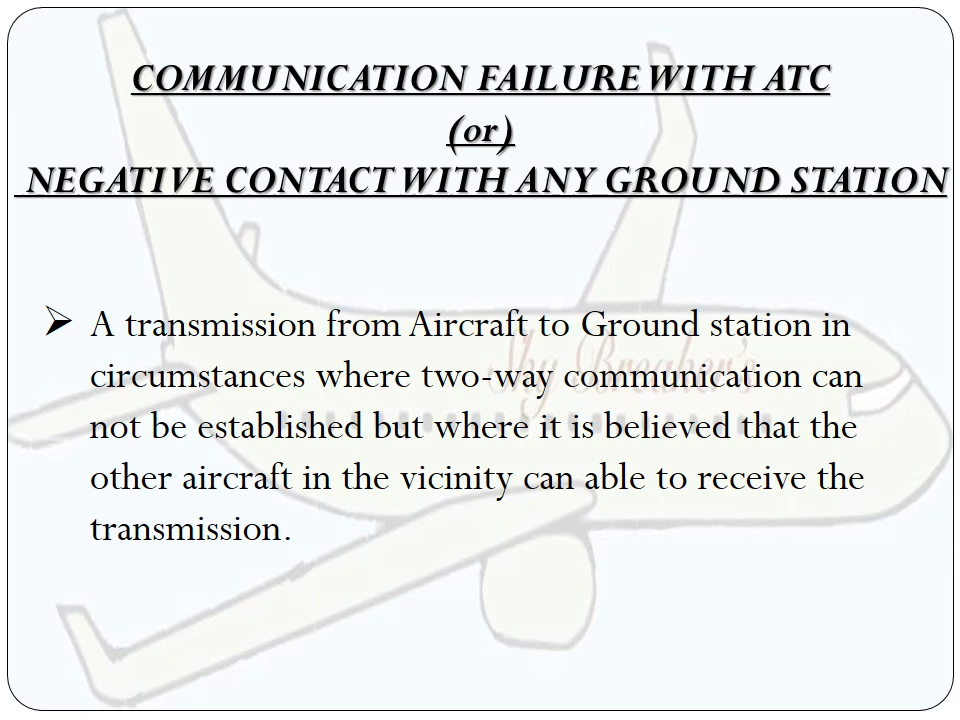 COMMUNICATION FAILURE WITH ATC
(or)
NEGATIVE CONTACT WITH ANY GROUND STATION
➢ A transmission from Aircraft to Ground station in
circumstances where two-way communication can
not be established but where it is believed that the
other aircraft in the vicinity can able to receive the
transmission.
Sky Breaker's